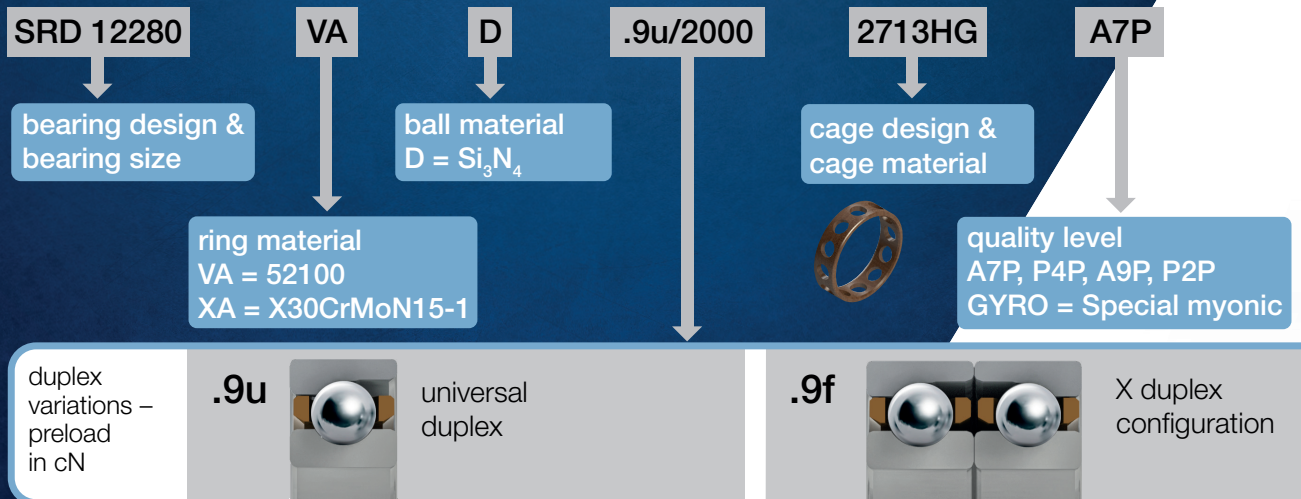 SRD 12280
VA
D
.9u/2000
2713HG
A7P
bearing design &
bearing size
ball material
D = Si₃N₄
cage design &
cage material
ring material
VA = 52100
XA = X30CrMoN15-1
quality level
A7P, P4P, A9P, P2P
GYRO = Special myonic
duplex
variations –
preload
in cN
.9u
universal
duplex
.9f
X duplex
configuration